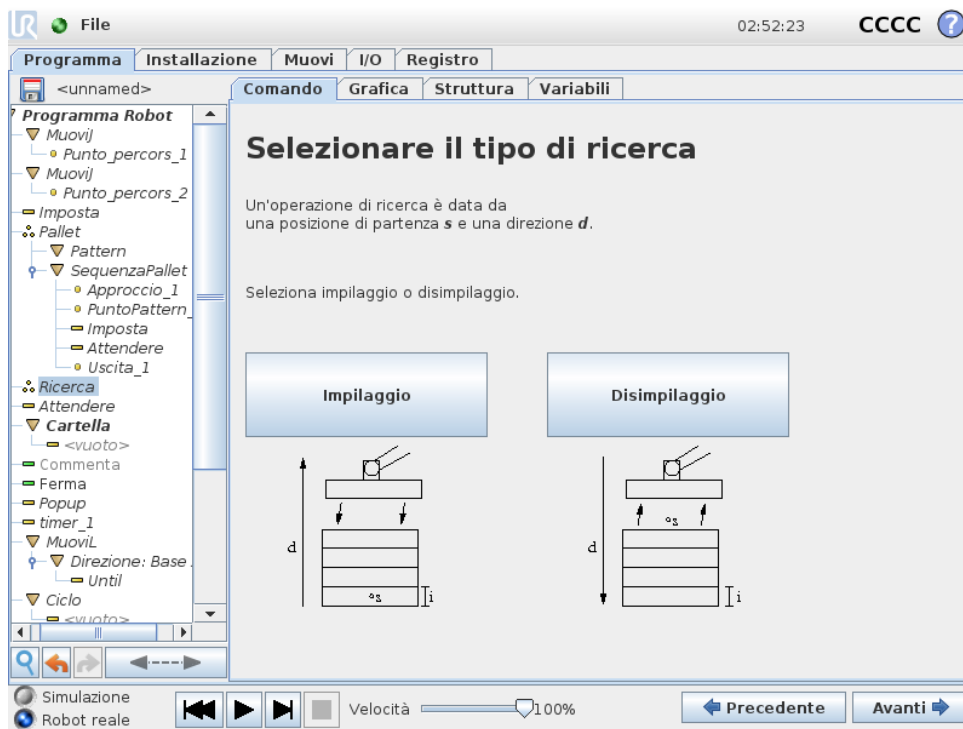 UR File 02:52:23 CCCC ?
Programma Installazione Muovi I/O Registro
<unnamed>
Comando Grafica Struttura Variabili
Programma Robot
MuoviJ
Punto_percors_1
MuoviJ
Punto_percors_2
Imposta
Pallet
Pattern
SequenzaPallet
Approccio_1
PuntoPattern_
Imposta
Attendere
Uscita_1
Ricerca
Attendere
Cartella
<vuoto>
Commenta
Ferma
Popup
timer_1
MuoviL
Direzione: Base
Until
Ciclo
<vuoto>
Selezionare il tipo di ricerca
Un'operazione di ricerca è data da
una posizione di partenza s e una direzione d.
Seleziona impilaggio o disimpilaggio.
Impilaggio Disimpilaggio
d s i
d s i
Simulazione
Robot reale
Velocità 100%
Precedente Avanti